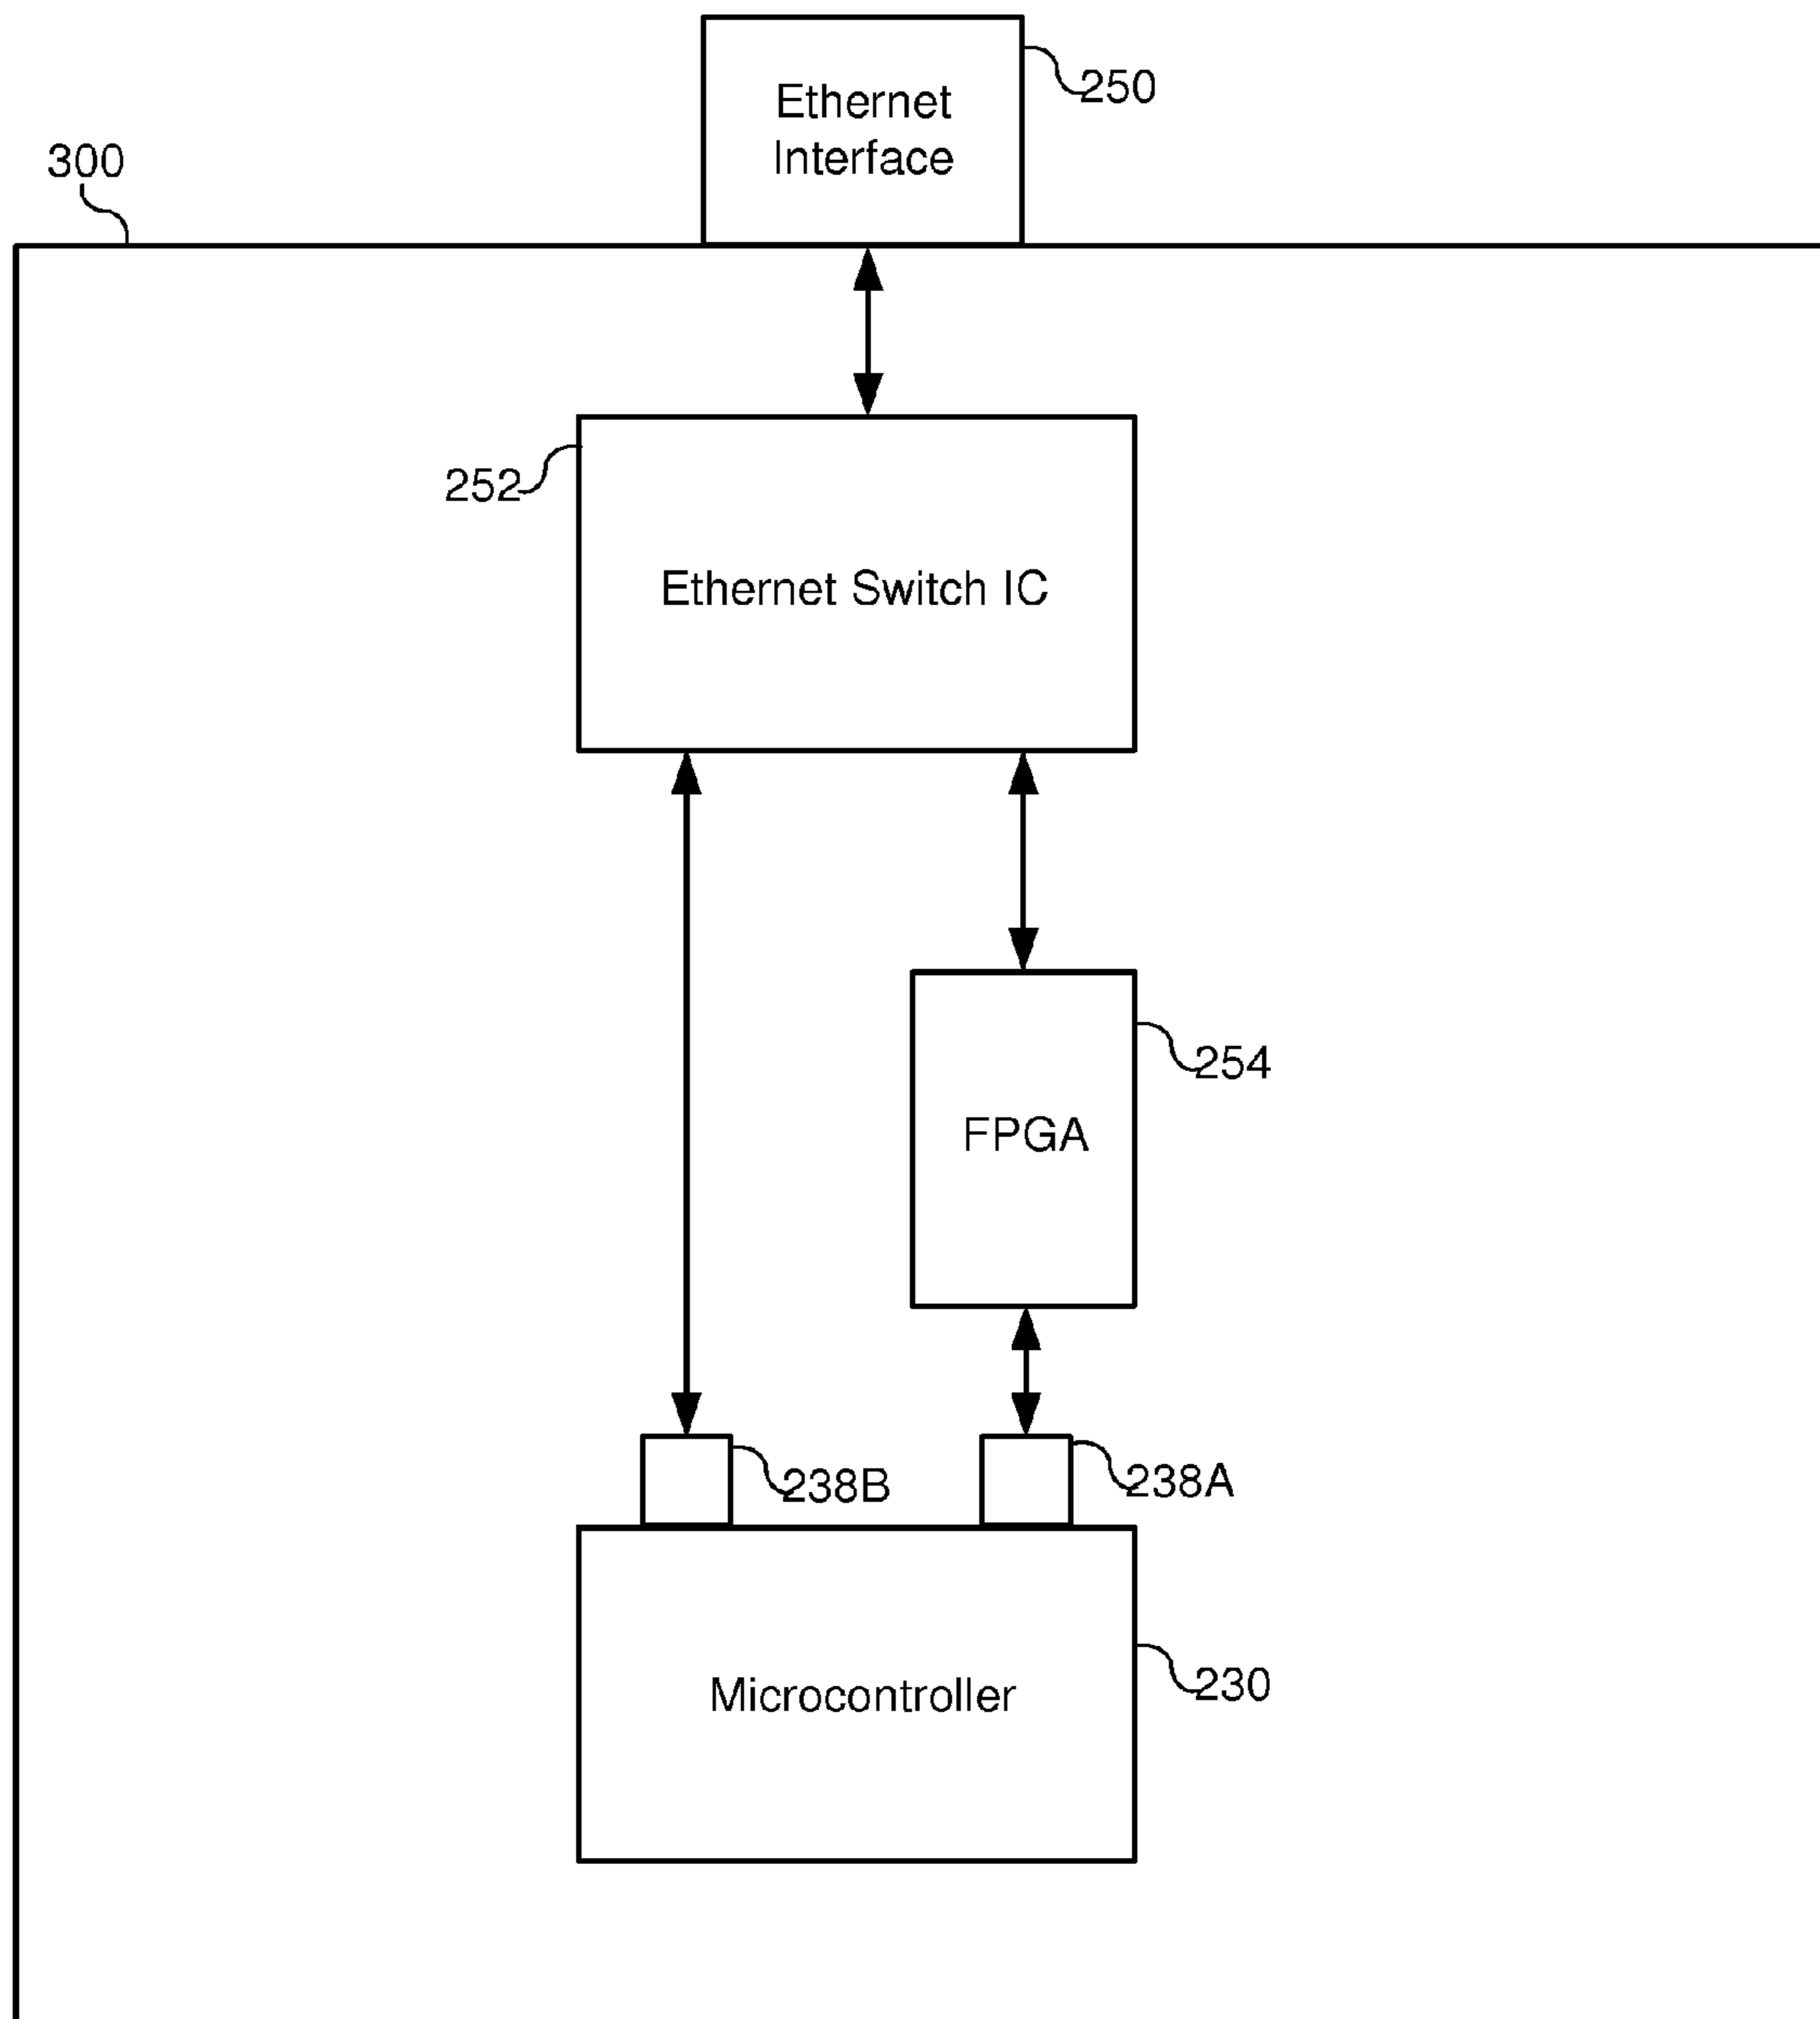 Ethernet
Interface
250
300
252
Ethernet Switch IC
254
FPGA
238B
238A
Microcontroller
230